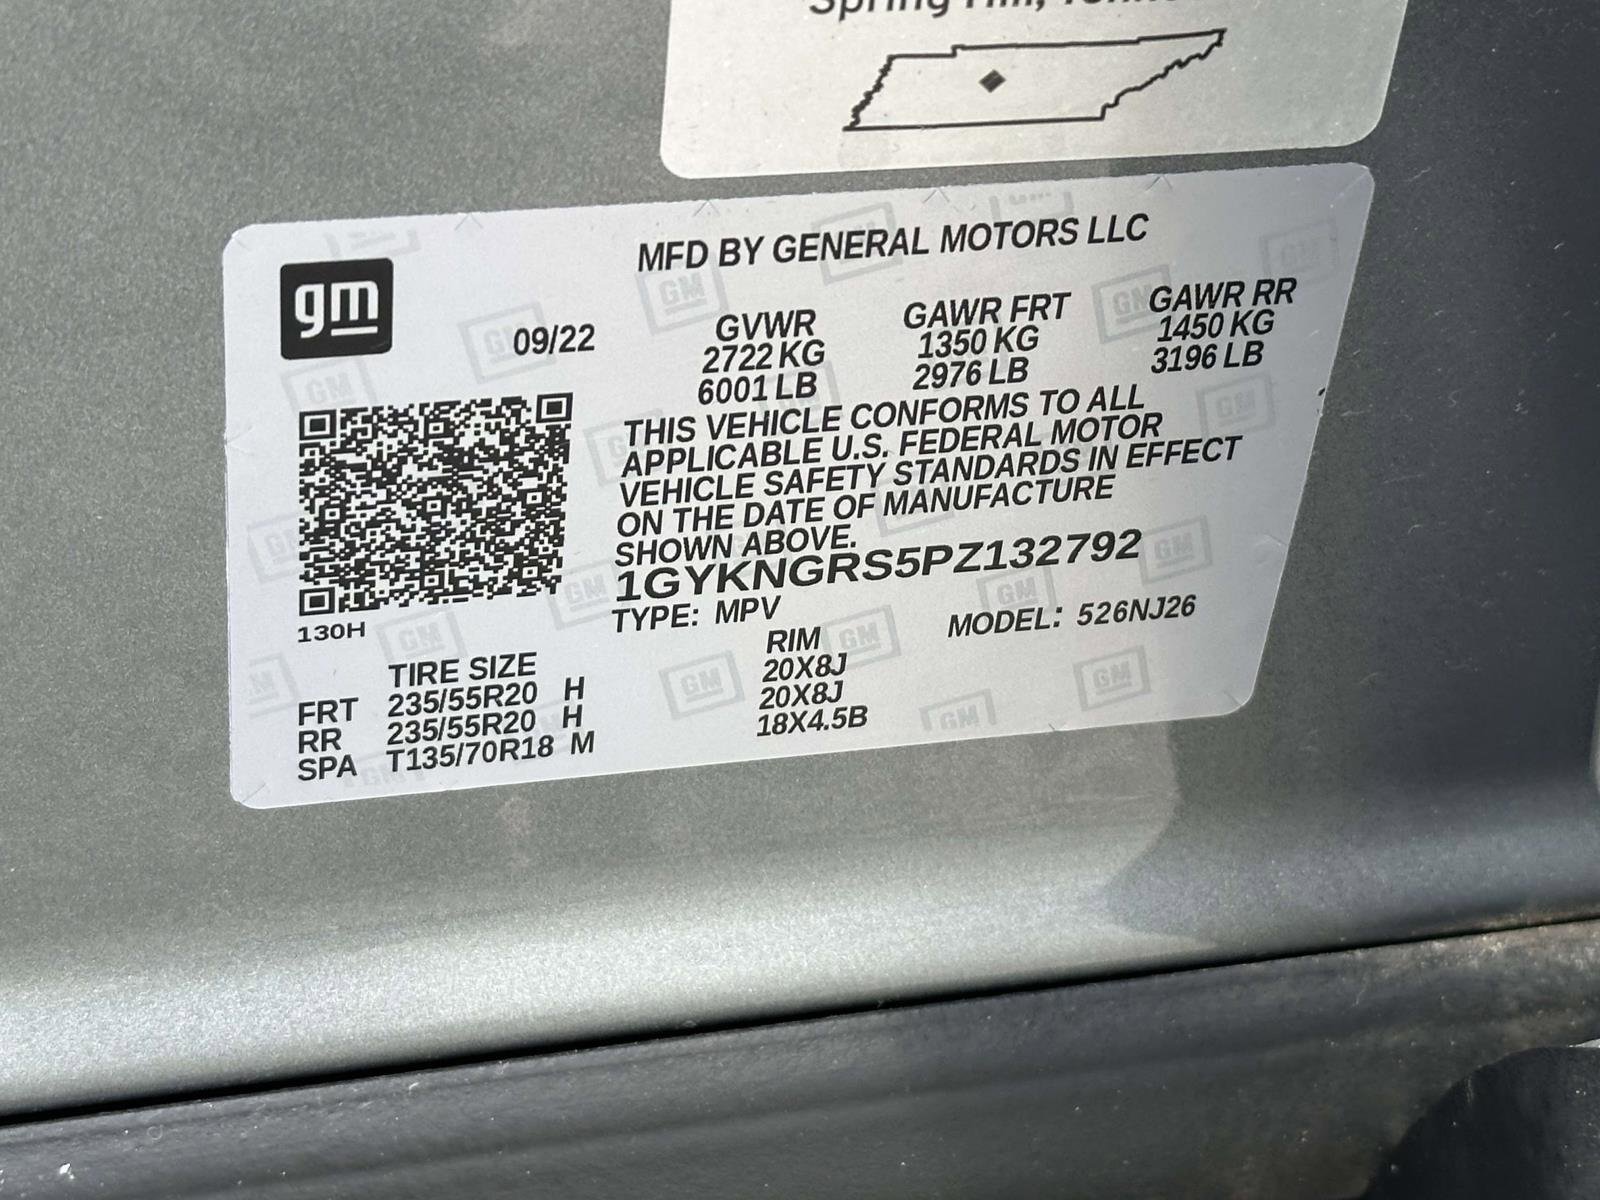 Spring Hill,
gm
MFD BY GENERAL MOTORS LLC
09/22
GVWR GAWR FRT GAWR RR
2722 KG 1350 KG 1450 KG
6001 LB 2976 LB 3196 LB
THIS VEHICLE CONFORMS TO ALL
APPLICABLE U.S. FEDERAL MOTOR
VEHICLE SAFETY STANDARDS IN EFFECT
ON THE DATE OF MANUFACTURE
SHOWN ABOVE.
1GYKNGRS5PZ132792
TYPE: MPV MODEL: 526NJ26
130H
TIRE SIZE RIM
FRT 235/55R20 H 20X8J
RR 235/55R20 H 20X8J
SPA T135/70R18 M 18X4.5B